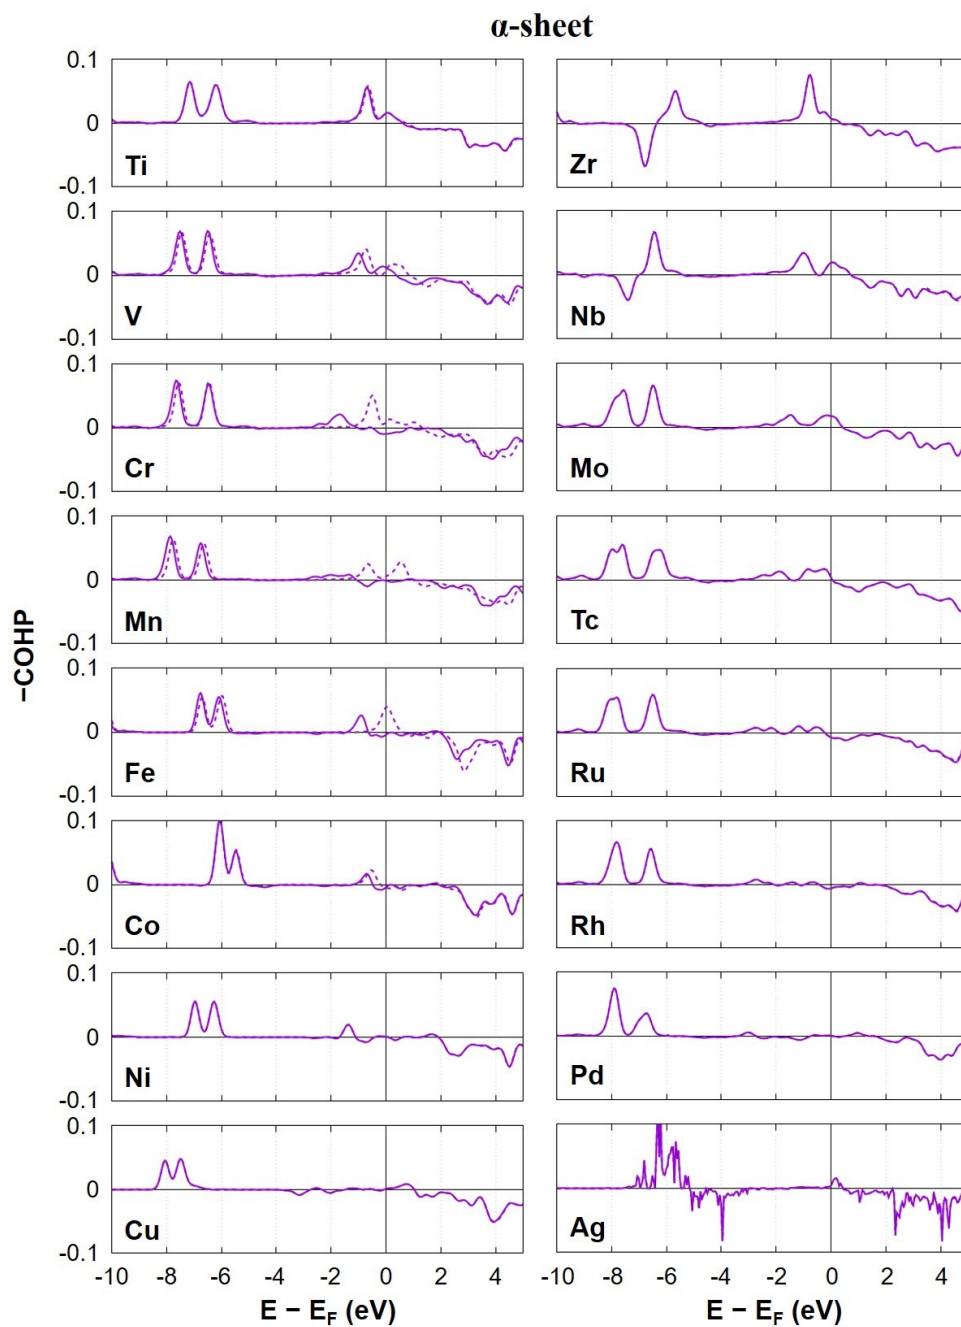 α-sheet
0.1
0
-0.1
Ti
Zr
0.1
0
-0.1
V
Nb
0.1
0
-0.1
Cr
Mo
0.1
0
-0.1
Mn
Tc
−COHP
0.1
0
-0.1
Fe
Ru
0.1
0
-0.1
Co
Rh
0.1
0
-0.1
Ni
Pd
0.1
0
-0.1
Cu
Ag
-10 -8 -6 -4 -2 0 2 4
-10 -8 -6 -4 -2 0 2 4
E − EF (eV)
E − EF (eV)